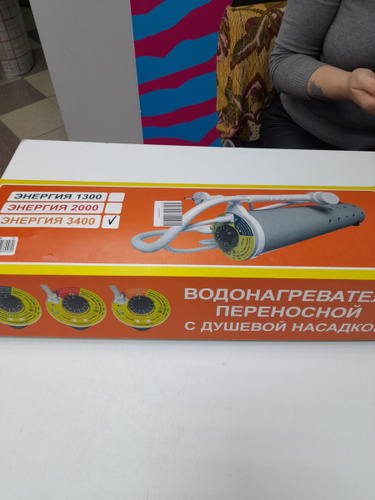 ЭНЕРГИЯ 1300
ЭНЕРГИЯ 2000
ЭНЕРГИЯ 3400
ВОДОНАГРЕВАТЕЛ
ПЕРЕНОСНОЙ
С ДУШЕВОЙ НАСАДКО